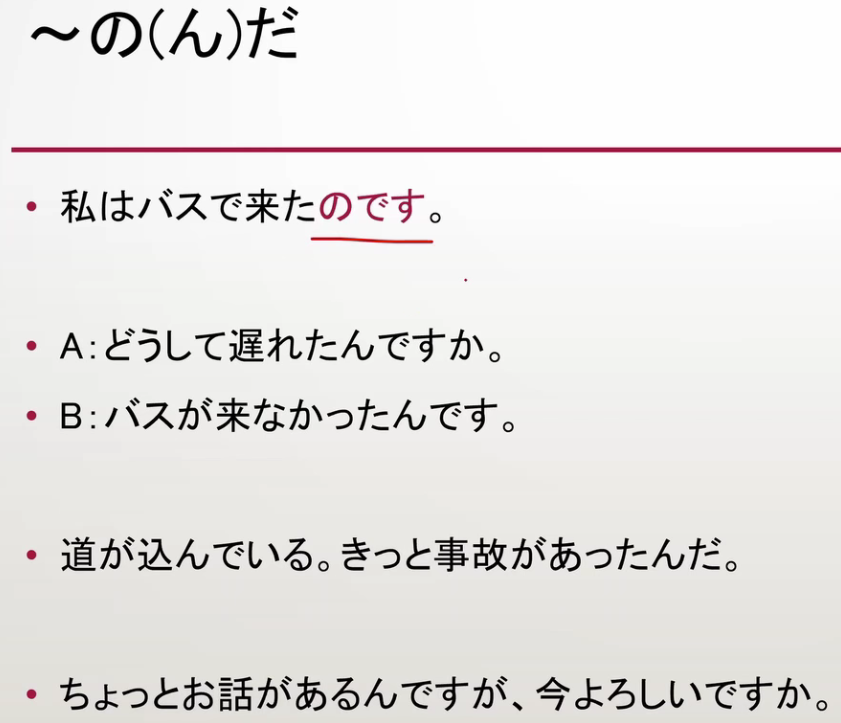 ～の(ん)だ
• 私はバスで来たのです。
• A：どうして遅れたんですか。
• B：バスが来なかったんです。
• 道が込んでいる。きっと事故があったんだ。
• ちょっとお話があるんですが、今よろしいですか。